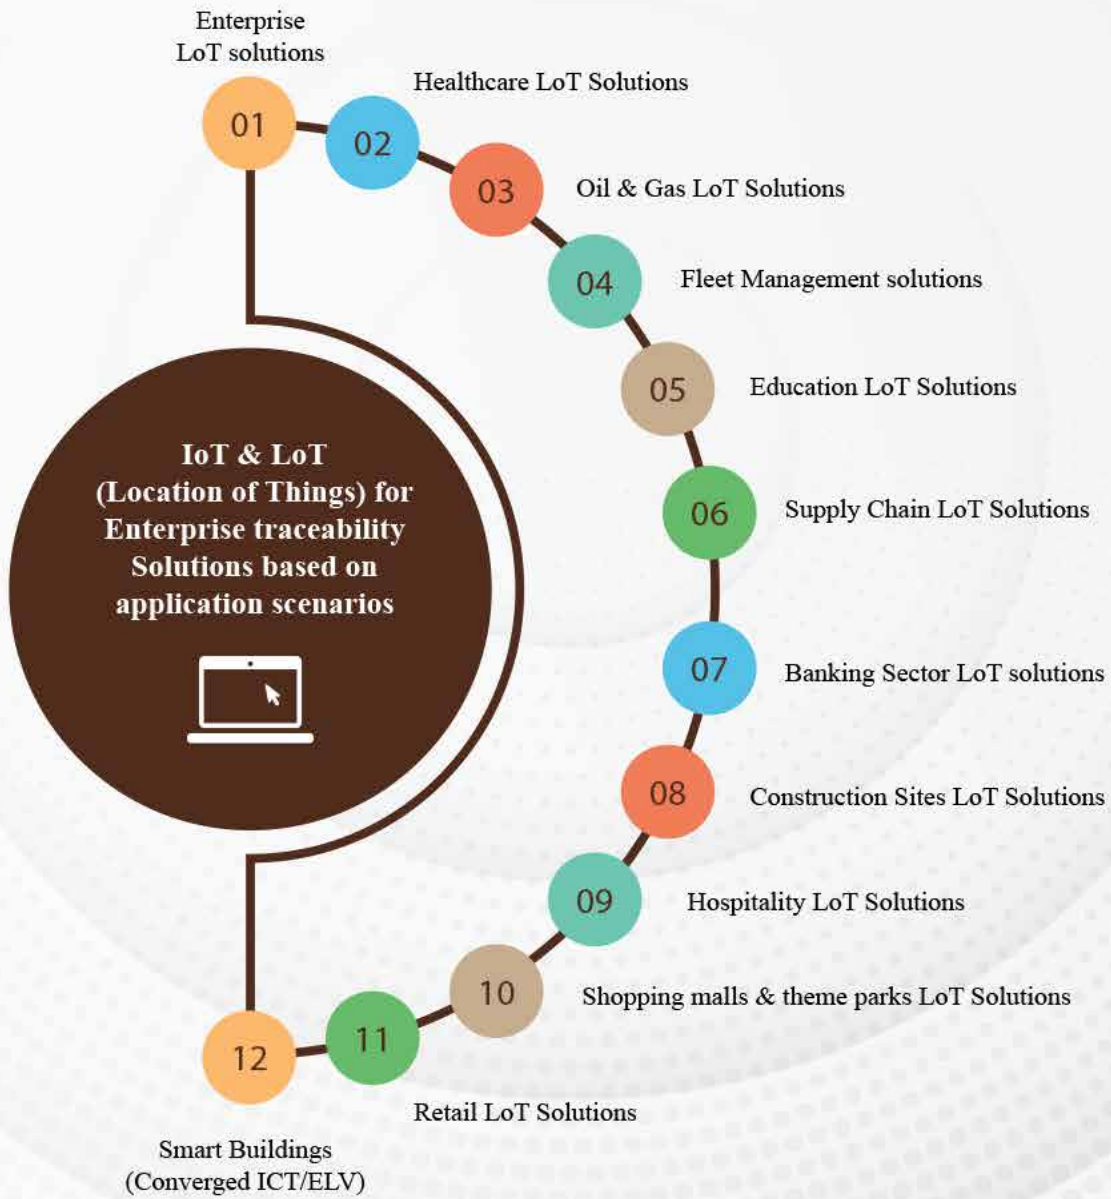 Enterprise
LoT solutions
01
Healthcare LoT Solutions
02
Oil & Gas LoT Solutions
03
Fleet Management solutions
04
Education LoT Solutions
05
IoT & LoT
(Location of Things) for
Enterprise traceability
Solutions based on
application scenarios
Supply Chain LoT Solutions
06
Banking Sector LoT solutions
07
Construction Sites LoT Solutions
08
Hospitality LoT Solutions
09
Shopping malls & theme parks LoT Solutions
10
11
Retail LoT Solutions
12
Smart Buildings
(Converged ICT/ELV)